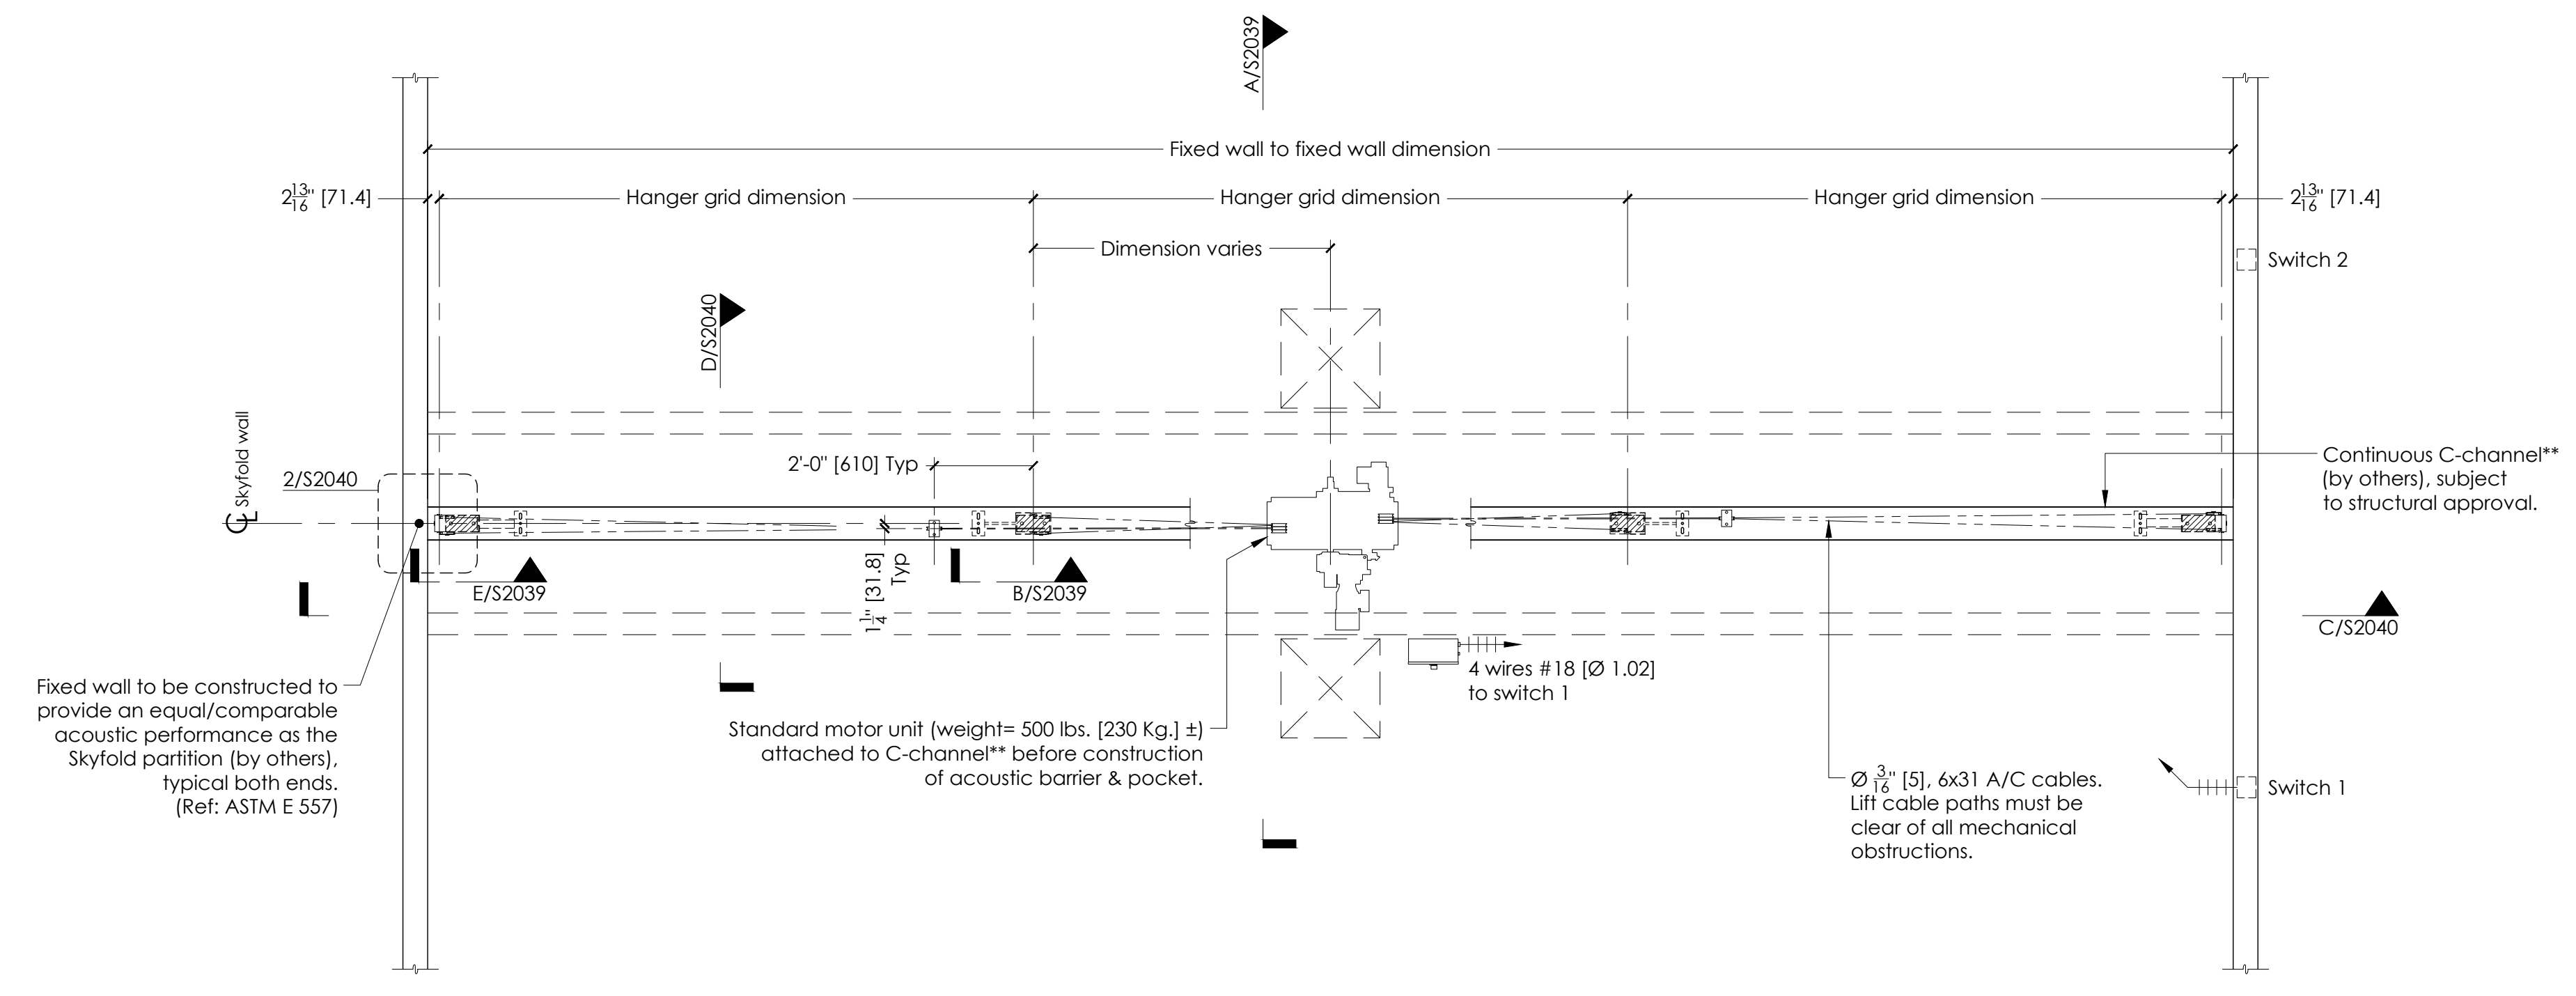 A/S2039
Fixed wall to fixed wall dimension
2 13/16" [71.4]
Hanger grid dimension
Hanger grid dimension
Hanger grid dimension
2 13/16" [71.4]
Dimension varies
Switch 2
D/S2040
℄ Skyfold wall
2/S2040
2'-0" [610] Typ
Continuous C-channel**
(by others), subject
to structural approval.
E/S2039
1 1/4" [31.8]
Typ
B/S2039
C/S2040
4 wires #18 [Ø 1.02]
to switch 1
Fixed wall to be constructed to
provide an equal/comparable
acoustic performance as the
Skyfold partition (by others),
typical both ends.
(Ref: ASTM E 557)
Standard motor unit (weight= 500 lbs. [230 Kg.] ±)
attached to C-channel** before construction
of acoustic barrier & pocket.
Ø 3/16" [5], 6x31 A/C cables.
Lift cable paths must be
clear of all mechanical
obstructions.
Switch 1